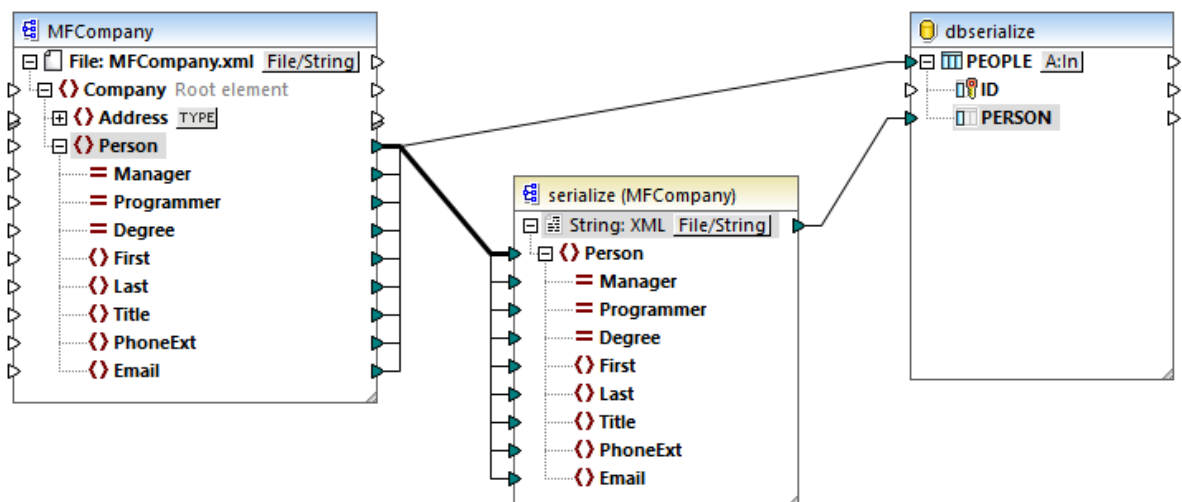 MFCompany
File: MFCompany.xml File/String
Company Root element
Address TYPE
Person
Manager
Programmer
Degree
First
Last
Title
PhoneExt
Email
serialize (MFCompany)
String: XML File/String
Person
Manager
Programmer
Degree
First
Last
Title
PhoneExt
Email
dbserialize
PEOPLE A:In
ID
PERSON